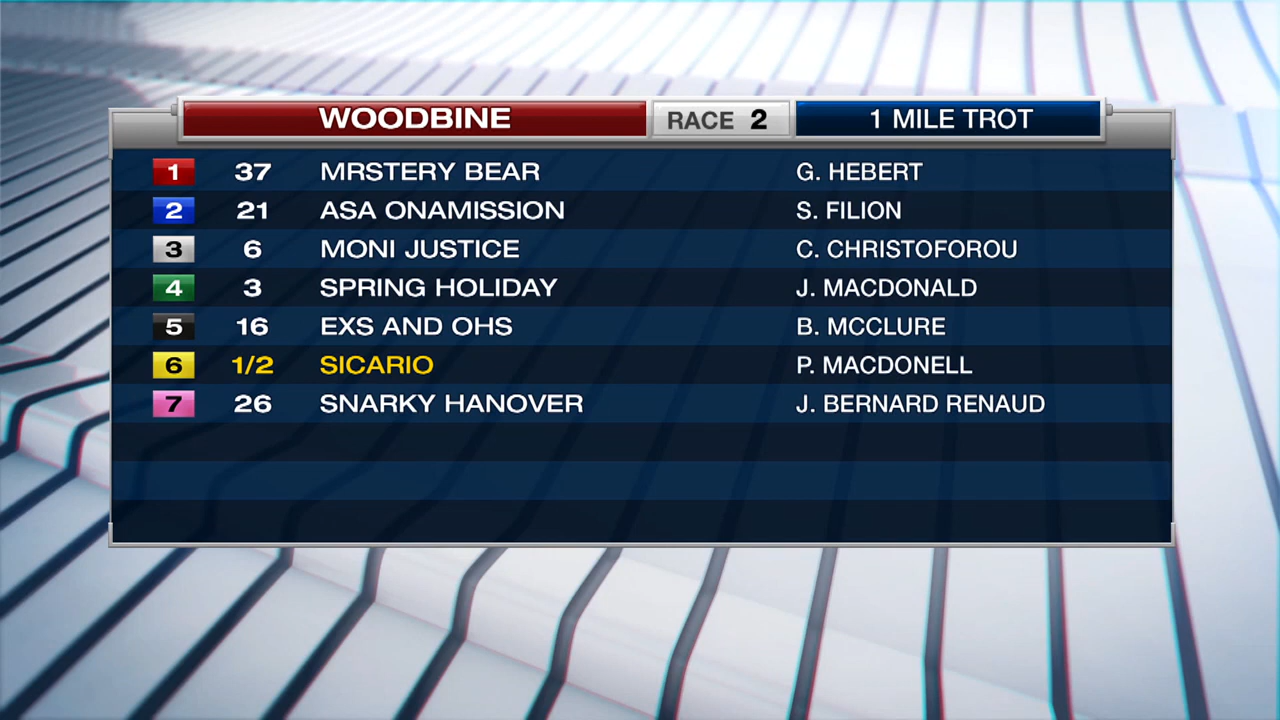 WOODBINE RACE 2 1 MILE TROT
1 37 MRSTERY BEAR G. HEBERT
2 21 ASA ONAMISSION S. FILION
3 6 MONI JUSTICE C. CHRISTOFOROU
4 3 SPRING HOLIDAY J. MACDONALD
5 16 EXS AND OHS B. MCCLURE
6 1/2 SICARIO P. MACDONELL
7 26 SNARKY HANOVER J. BERNARD RENAUD